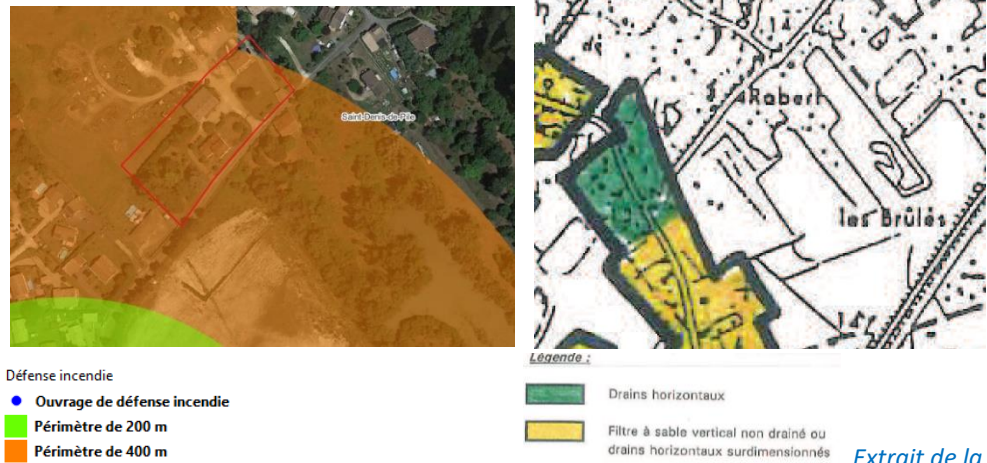 Saint-Denis-de-Pile
Défense incendie
Ouvrage de défense incendie
Périmètre de 200 m
Périmètre de 400 m
Robert
les Brûlés
Légende :
Drains horizontaux
Filtre à sable vertical non drainé ou
drains horizontaux surdimensionnés
Extrait de la